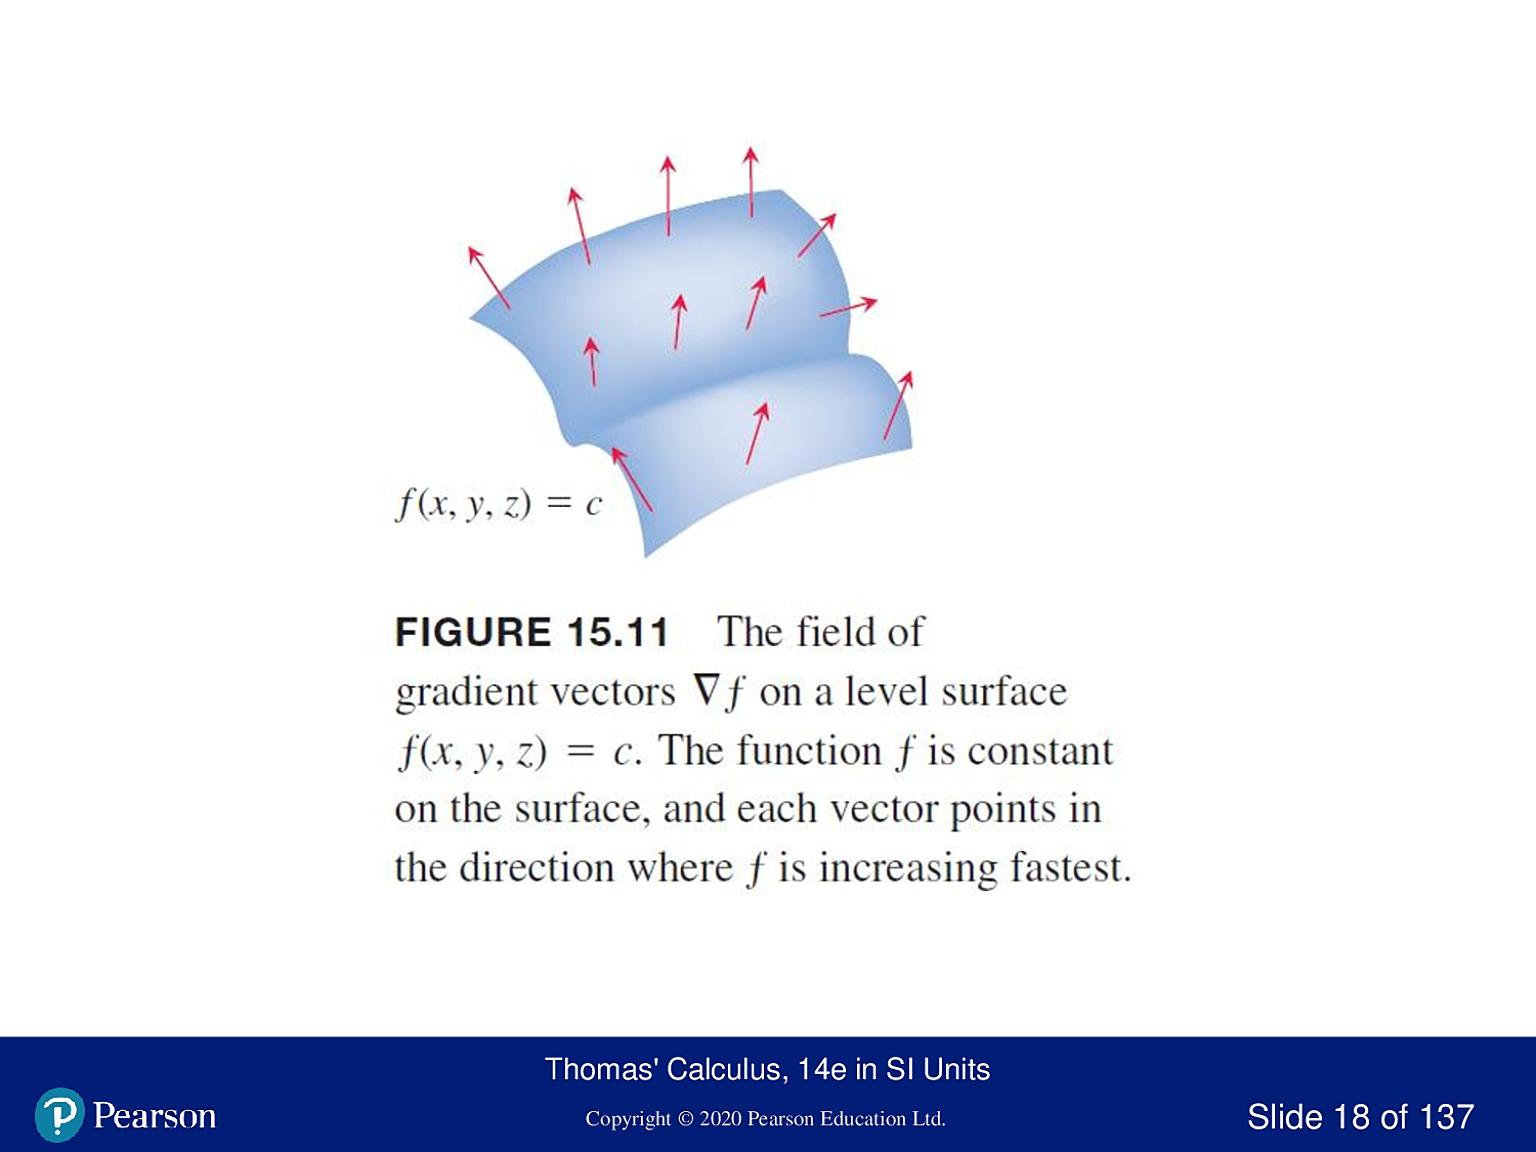 f(x, y, z) = c
FIGURE 15.11 The field of
gradient vectors ∇f on a level surface
f(x, y, z) = c. The function f is constant
on the surface, and each vector points in
the direction where f is increasing fastest.
Thomas' Calculus, 14e in SI Units
Pearson
Copyright © 2020 Pearson Education Ltd.
Slide 18 of 137